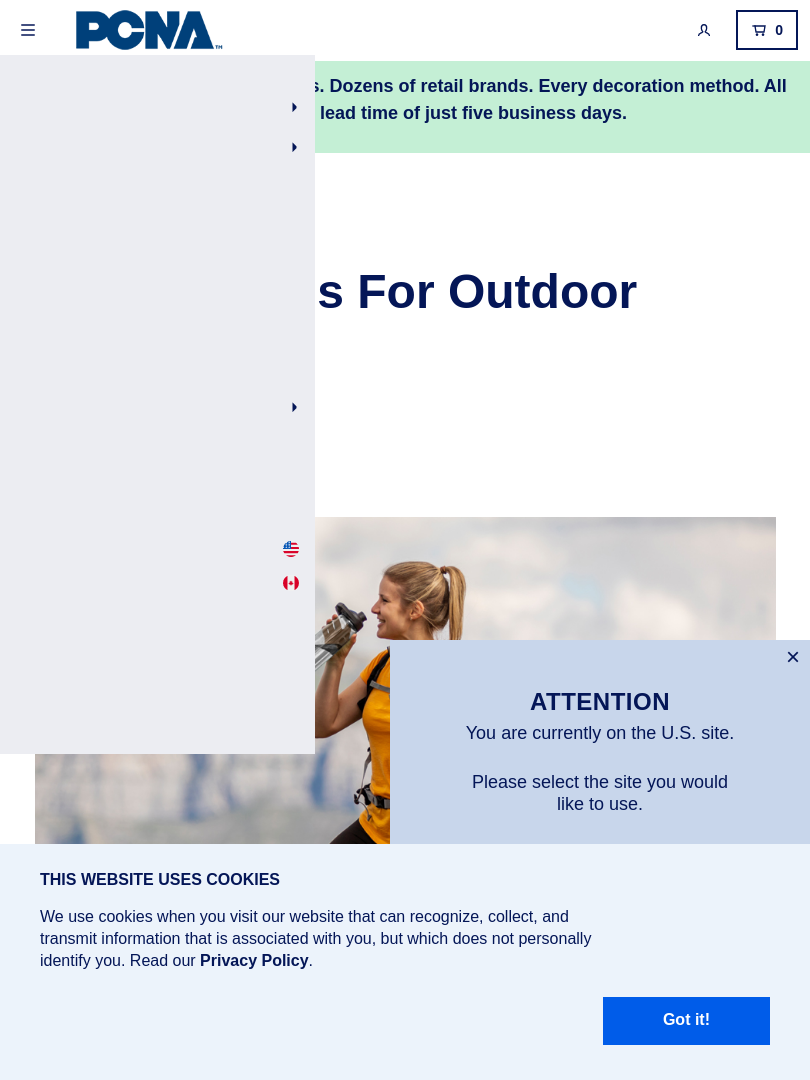 PCNA™
0
s. Dozens of retail brands. Every decoration method. All
lead time of just five business days.
s For Outdoor
ATTENTION
You are currently on the U.S. site.
Please select the site you would
like to use.
THIS WEBSITE USES COOKIES
We use cookies when you visit our website that can recognize, collect, and
transmit information that is associated with you, but which does not personally
identify you. Read our Privacy Policy.
Got it!